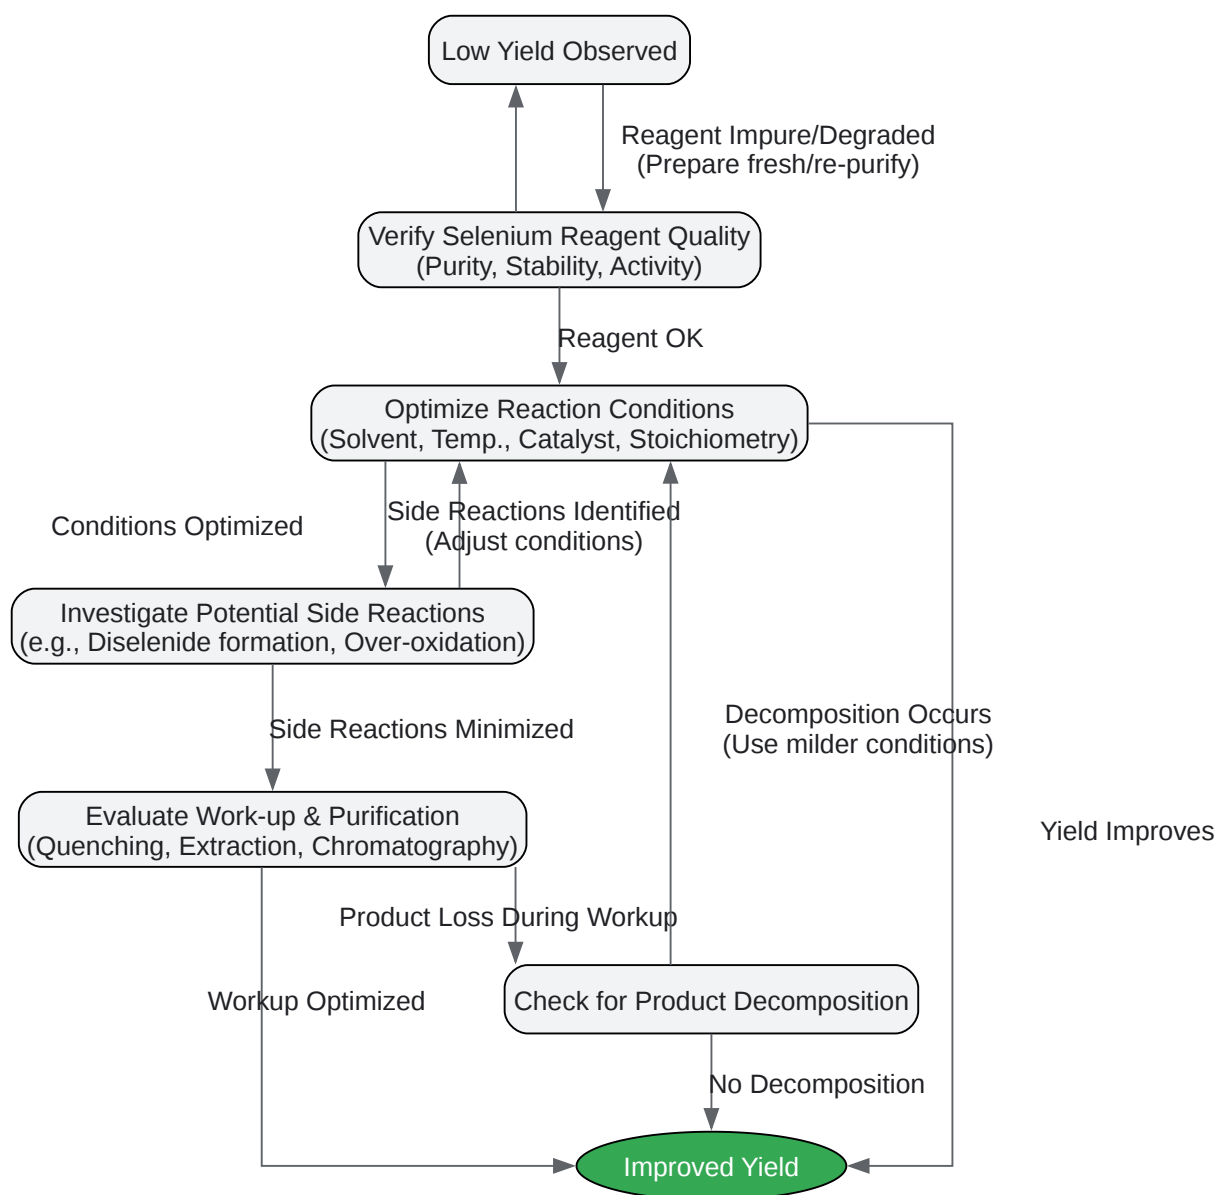 Low Yield Observed
Reagent Impure/Degraded
(Prepare fresh/re-purify)
Verify Selenium Reagent Quality
(Purity, Stability, Activity)
Reagent OK
Optimize Reaction Conditions
(Solvent, Temp., Catalyst, Stoichiometry)
Conditions Optimized
Side Reactions Identified
(Adjust conditions)
Investigate Potential Side Reactions
(e.g., Diselenide formation, Over-oxidation)
Side Reactions Minimized
Decomposition Occurs
(Use milder conditions)
Evaluate Work-up & Purification
(Quenching, Extraction, Chromatography)
Yield Improves
Product Loss During Workup
Workup Optimized
Check for Product Decomposition
No Decomposition
Improved Yield